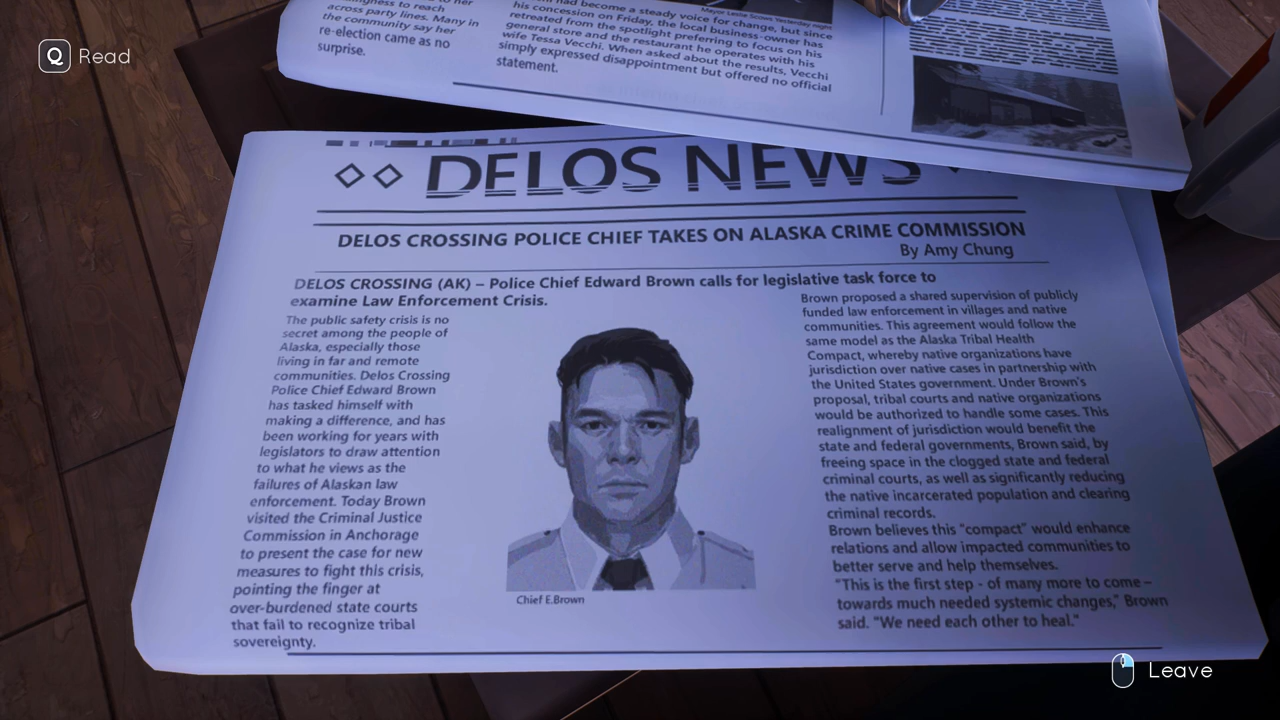 Q Read
across party lines. Many in
the community say her
re-election came as no
surprise.
had become a steady voice for change, but since
his concession on Friday, the local business-owner has
retreated from the spotlight preferring to focus on his
general store and the restaurant he operates with his
wife Tessa Vecchi. When asked about the results, Vecchi
simply expressed disappointment but offered no official
statement.
DELOS NEWS
DELOS CROSSING POLICE CHIEF TAKES ON ALASKA CRIME COMMISSION
By Amy Chung
DELOS CROSSING (AK) – Police Chief Edward Brown calls for legislative task force to
examine Law Enforcement Crisis.
The public safety crisis is no
secret among the people of
Alaska, especially those
living in far and remote
communities. Delos Crossing
Police Chief Edward Brown
has tasked himself with
making a difference, and has
been working for years with
legislators to draw attention
to what he views as the
failures of Alaskan law
enforcement. Today Brown
visited the Criminal Justice
Commission in Anchorage
to present the case for new
measures to fight this crisis,
pointing the finger at
over-burdened state courts
that fail to recognize tribal
sovereignty.
Chief E.Brown
Brown proposed a shared supervision of publicly
funded law enforcement in villages and native
communities. This agreement would follow the
same model as the Alaska Tribal Health
Compact, whereby native organizations have
jurisdiction over native cases in partnership with
the United States government. Under Brown's
proposal, tribal courts and native organizations
would be authorized to handle some cases. This
realignment of jurisdiction would benefit the
state and federal governments, Brown said, by
freeing space in the clogged state and federal
criminal courts, as well as significantly reducing
the native incarcerated population and clearing
criminal records.
Brown believes this "compact" would enhance
relations and allow impacted communities to
better serve and help themselves.
"This is the first step - of many more to come –
towards much needed systemic changes," Brown
said. "We need each other to heal."
Leave